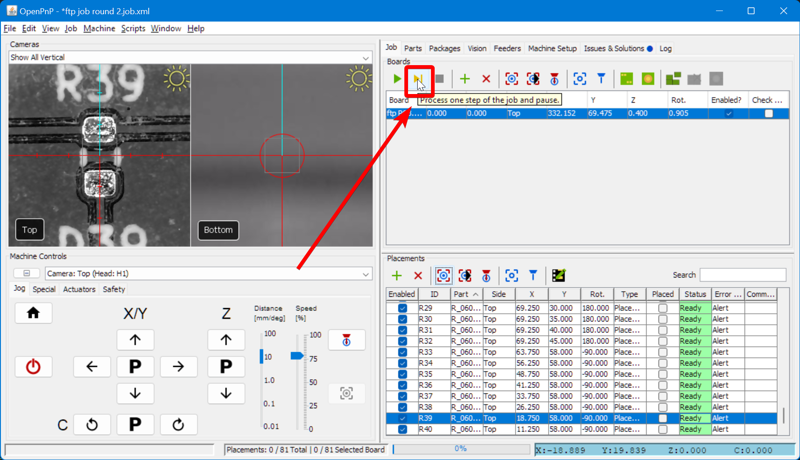 OpenPnP - *ftp job round 2.job.xml
File Edit View Job Machine Scripts Window Help
Cameras
Show All Vertical
R39
Top
Bottom
Machine Controls
Camera: Top (Head: H1)
Jog Special Actuators Safety
X/Y Z
Distance [mm/deg]
Speed [%]
100
10
1.0
0.1
0.01
100
75
50
25
0
P P
C P
Job Parts Packages Vision Feeders Machine Setup Issues & Solutions Log
Boards
Process one step of the job and pause.
Board Y Z Rot. Enabled? Check ...
0.000 0.000 Top 332.152 69.475 0.400 0.905
Placements
Search
Enabled ID Part Side X Y Rot. Type Placed Status Error ... Comm...
R29 R_060... Top 69.250 30.000 180.000 Place... Ready Alert
R30 R_060... Top 69.250 35.000 180.000 Place... Ready Alert
R31 R_060... Top 69.250 40.000 180.000 Place... Ready Alert
R32 R_060... Top 69.250 45.000 180.000 Place... Ready Alert
R33 R_060... Top 63.750 58.000 -90.000 Place... Ready Alert
R34 R_060... Top 56.250 58.000 -90.000 Place... Ready Alert
R35 R_060... Top 48.750 58.000 -90.000 Place... Ready Alert
R36 R_060... Top 41.250 58.000 -90.000 Place... Ready Alert
R37 R_060... Top 33.750 58.000 -90.000 Place... Ready Alert
R38 R_060... Top 26.250 58.000 -90.000 Place... Ready Alert
R39 R_060... Top 18.750 58.000 -90.000 Place... Ready Alert
R40 R_060... Top 11.250 58.000 -90.000 Place... Ready Alert
Placements: 0 / 81 Total | 0 / 81 Selected Board
0%
X:-18.889 Y:19.839 Z:0.000 C:0.000